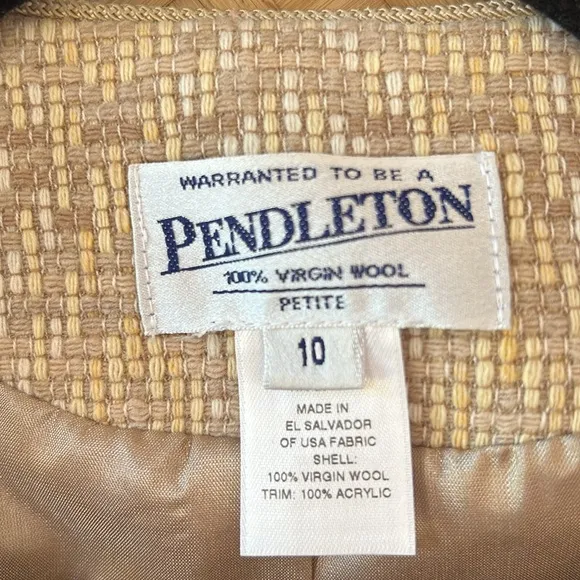 WARRANTED TO BE A
PENDLETON
100% VIRGIN WOOL
PETITE
10
MADE IN
EL SALVADOR
OF USA FABRIC
SHELL:
100% VIRGIN WOOL
TRIM: 100% ACRYLIC